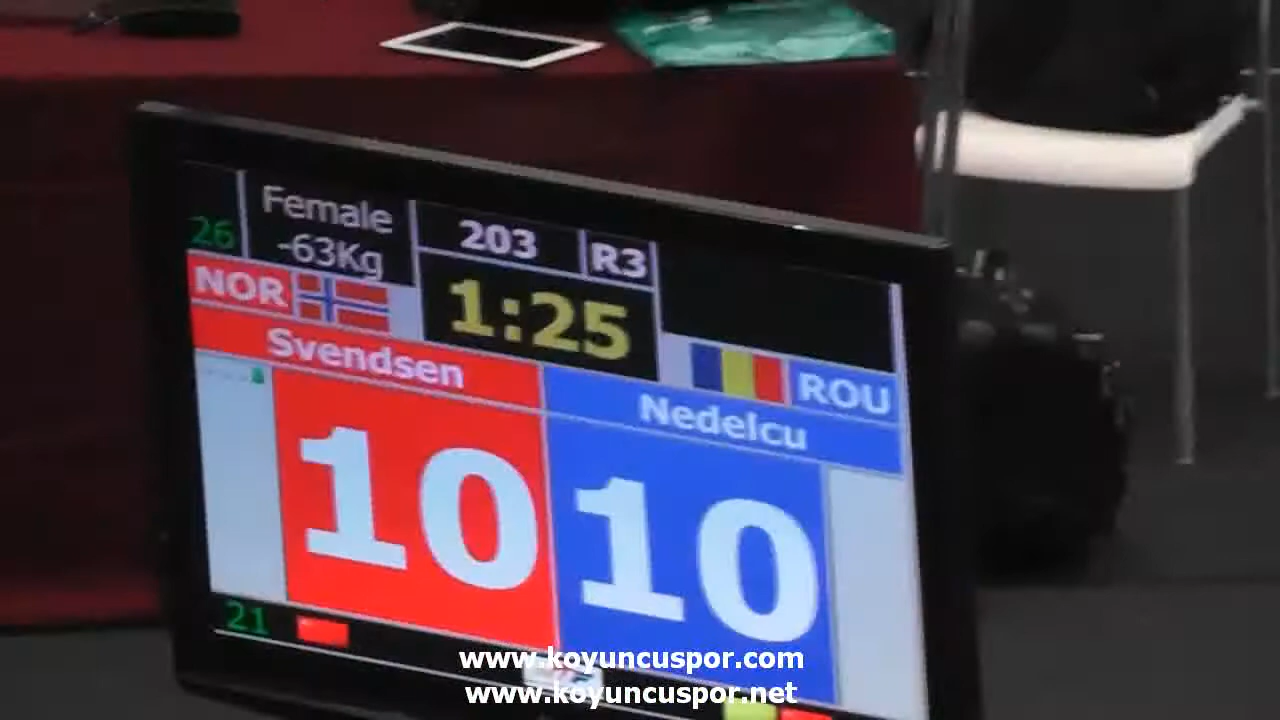 26
Female
-63Kg
203
R3
NOR
1:25
ROU
Svendsen
Nedelcu
10
10
21
www.koyuncuspor.com
www.koyuncuspor.net